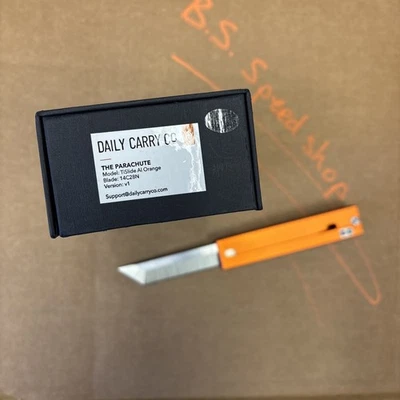 B.S. Speed shop
DAILY CARRY CO
THE PARACHUTE
Model: TiSlide Al Orange
Blade: 14C28N
Version: v1
Support@dailycarryco.com